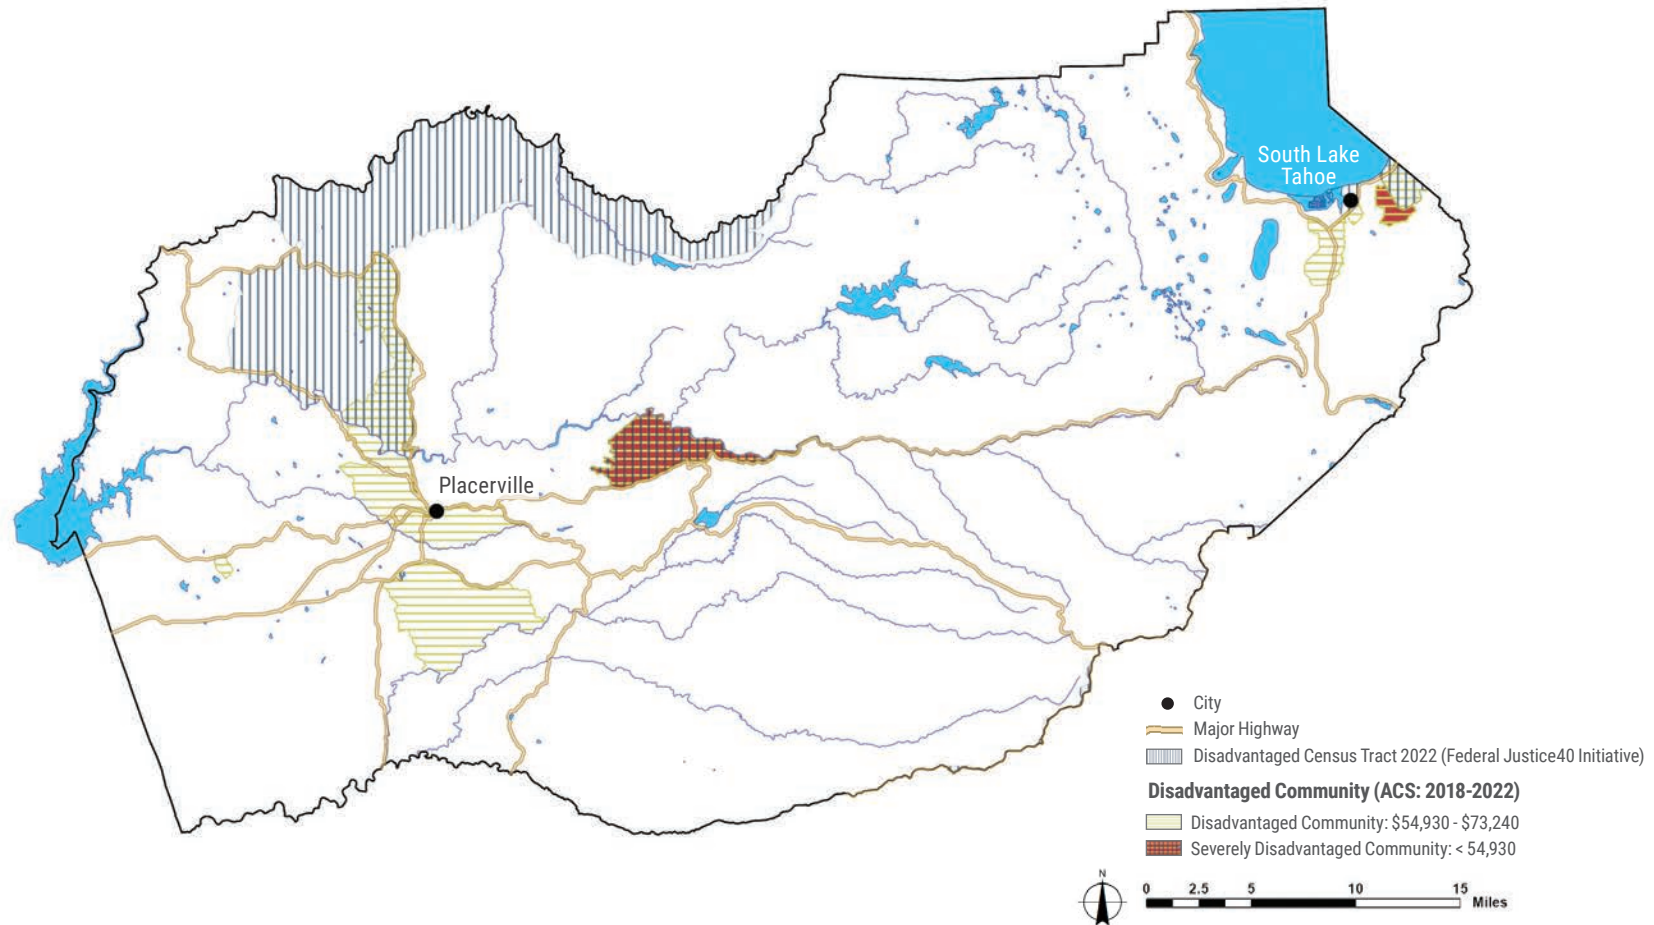 South Lake
Tahoe
Placerville
City
Major Highway
Disadvantaged Census Tract 2022 (Federal Justice40 Initiative)
Disadvantaged Community (ACS: 2018-2022)
Disadvantaged Community: $54,930 - $73,240
Severely Disadvantaged Community: < 54,930
N
0 2.5 5 10 15 Miles